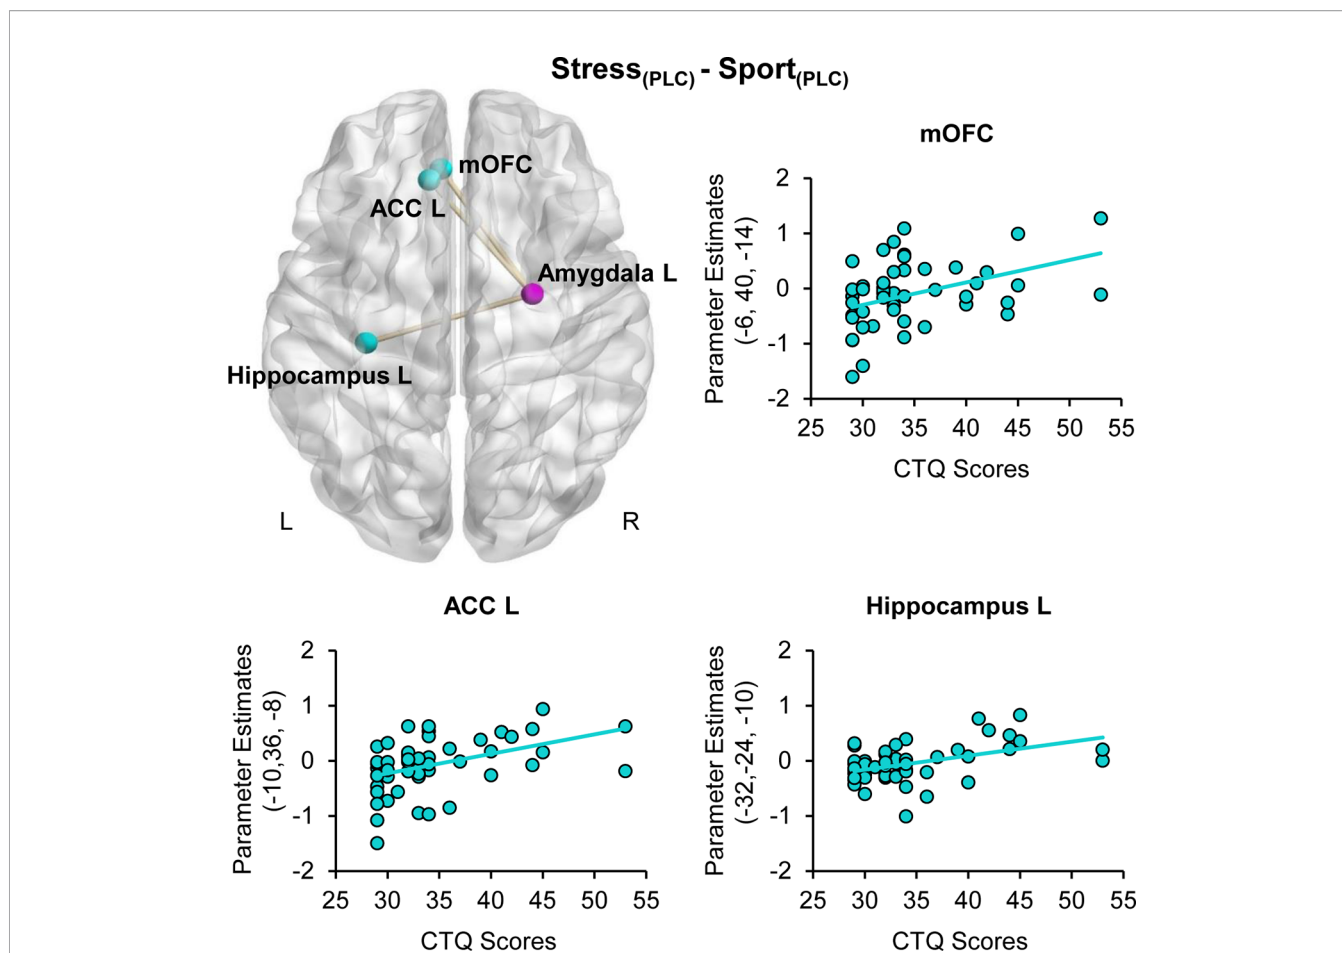 Stress(PLC) - Sport(PLC)
mOFC
ACC L
Amygdala L
Hippocampus L
L
R
mOFC
Parameter Estimates
(-6, 40, -14)
2
1
0
-1
-2
25 30 35 40 45 50 55
CTQ Scores
ACC L
Parameter Estimates
(-10,36, -8)
2
1
0
-1
-2
25 30 35 40 45 50 55
CTQ Scores
Hippocampus L
Parameter Estimates
(-32,-24, -10)
2
1
0
-1
-2
25 30 35 40 45 50 55
CTQ Scores